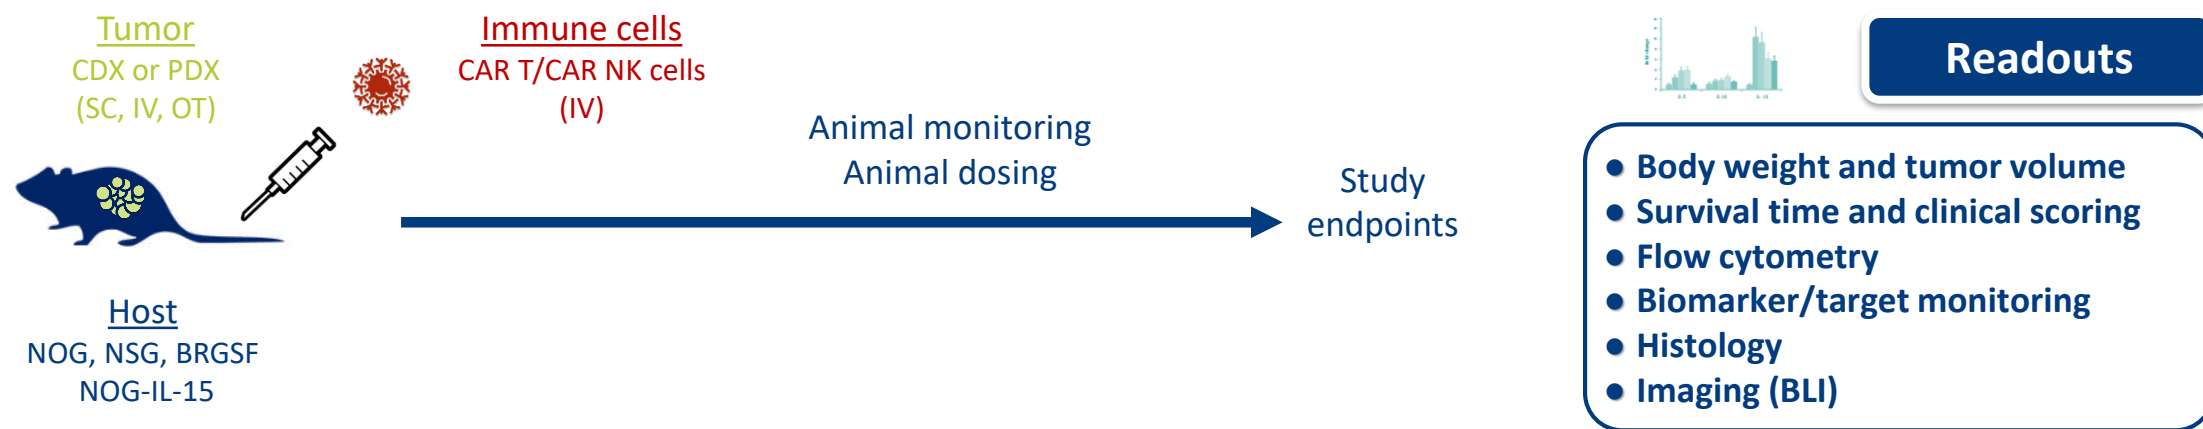 Tumor
CDX or PDX
(SC, IV, OT)
Immune cells
CAR T/CAR NK cells
(IV)
Host
NOG, NSG, BRGSF
NOG-IL-15
Animal monitoring
Animal dosing
Study
endpoints
Readouts
● Body weight and tumor volume
● Survival time and clinical scoring
● Flow cytometry
● Biomarker/target monitoring
● Histology
● Imaging (BLI)